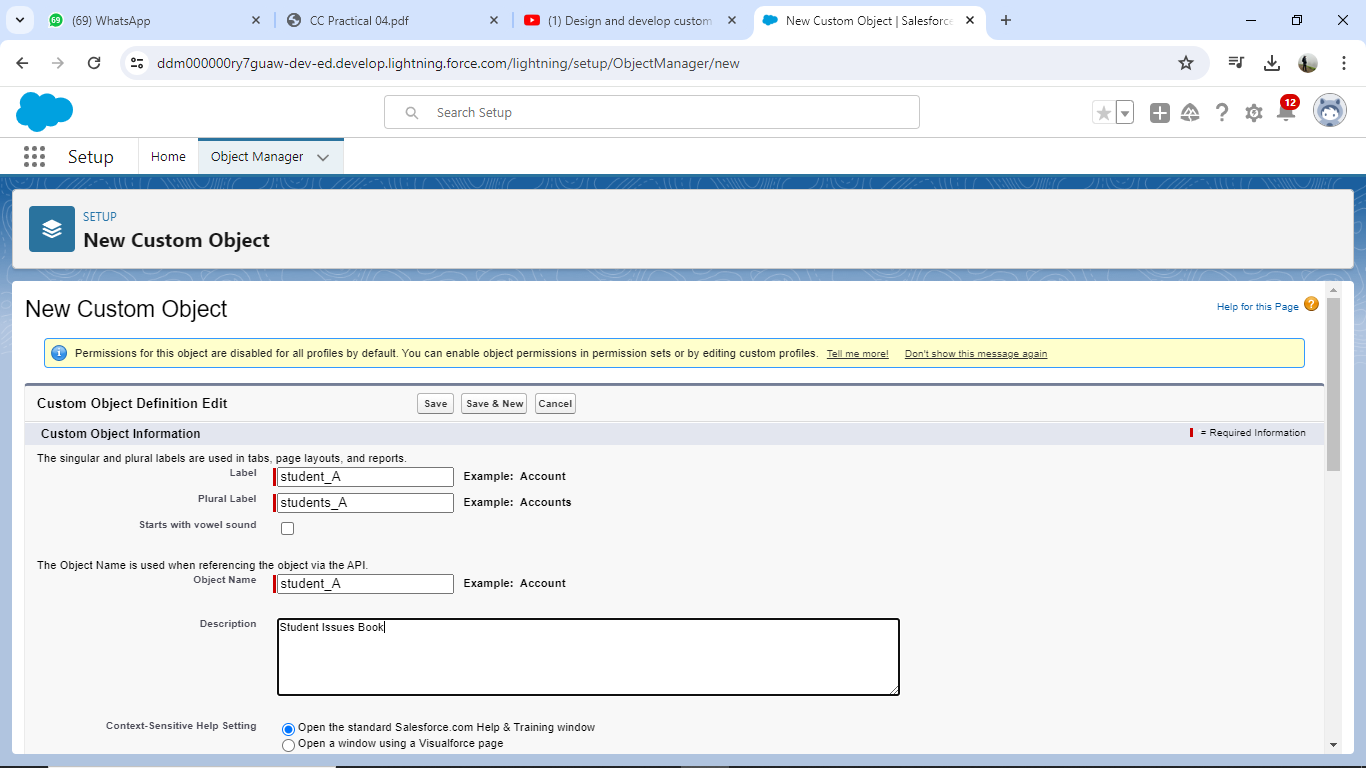 69 (69) WhatsApp
CC Practical 04.pdf
(1) Design and develop custom
New Custom Object | Salesforce
ddm000000ry7guaw-dev-ed.develop.lightning.force.com/lightning/setup/ObjectManager/new
Search Setup
12
Setup
Home
Object Manager
SETUP
New Custom Object
New Custom Object
Help for this Page ?
i Permissions for this object are disabled for all profiles by default. You can enable object permissions in permission sets or by editing custom profiles. Tell me more! Don't show this message again
Custom Object Definition Edit
Save
Save & New
Cancel
Custom Object Information
= Required Information
The singular and plural labels are used in tabs, page layouts, and reports.
Label student_A Example: Account
Plural Label students_A Example: Accounts
Starts with vowel sound
The Object Name is used when referencing the object via the API.
Object Name student_A Example: Account
Description Student Issues Book
Context-Sensitive Help Setting Open the standard Salesforce.com Help & Training window
Open a window using a Visualforce page